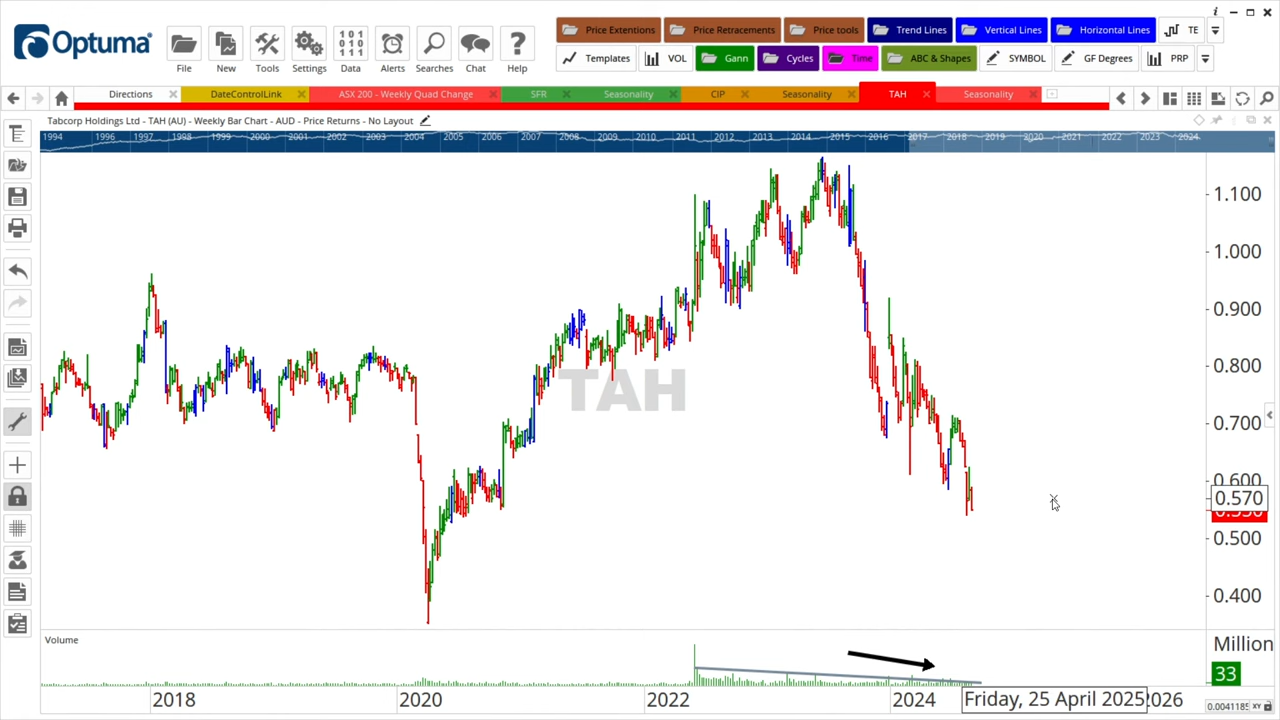 Optuma
File
New
Tools
Settings
Data
Alerts
Searches
Chat
Help
Price Extentions
Price Retracements
Price tools
Trend Lines
Vertical Lines
Horizontal Lines
TE
Templates
VOL
Gann
Cycles
Time
ABC & Shapes
SYMBOL
GF Degrees
PRP
Directions
DateControlLink
ASX 200 - Weekly Quad Change
SFR
Seasonality
CIP
Seasonality
TAH
Seasonality
Tabcorp Holdings Ltd - TAH (AU) - Weekly Bar Chart - AUD - Price Returns - No Layout
1994 1996 1997 1998 1999 2000 2001 2002 2003 2004 2005 2006 2007 2008 2009 2011 2012 2013 2014 2015 2016 2017 2018 2019 2020 2021 2022 2023 2024
1.100
1.000
0.900
0.800
0.700
0.600
0.570
0.500
0.400
TAH
Volume
Million
33
2018
2020
2022
2024
Friday, 25 April 2025
2026
XY